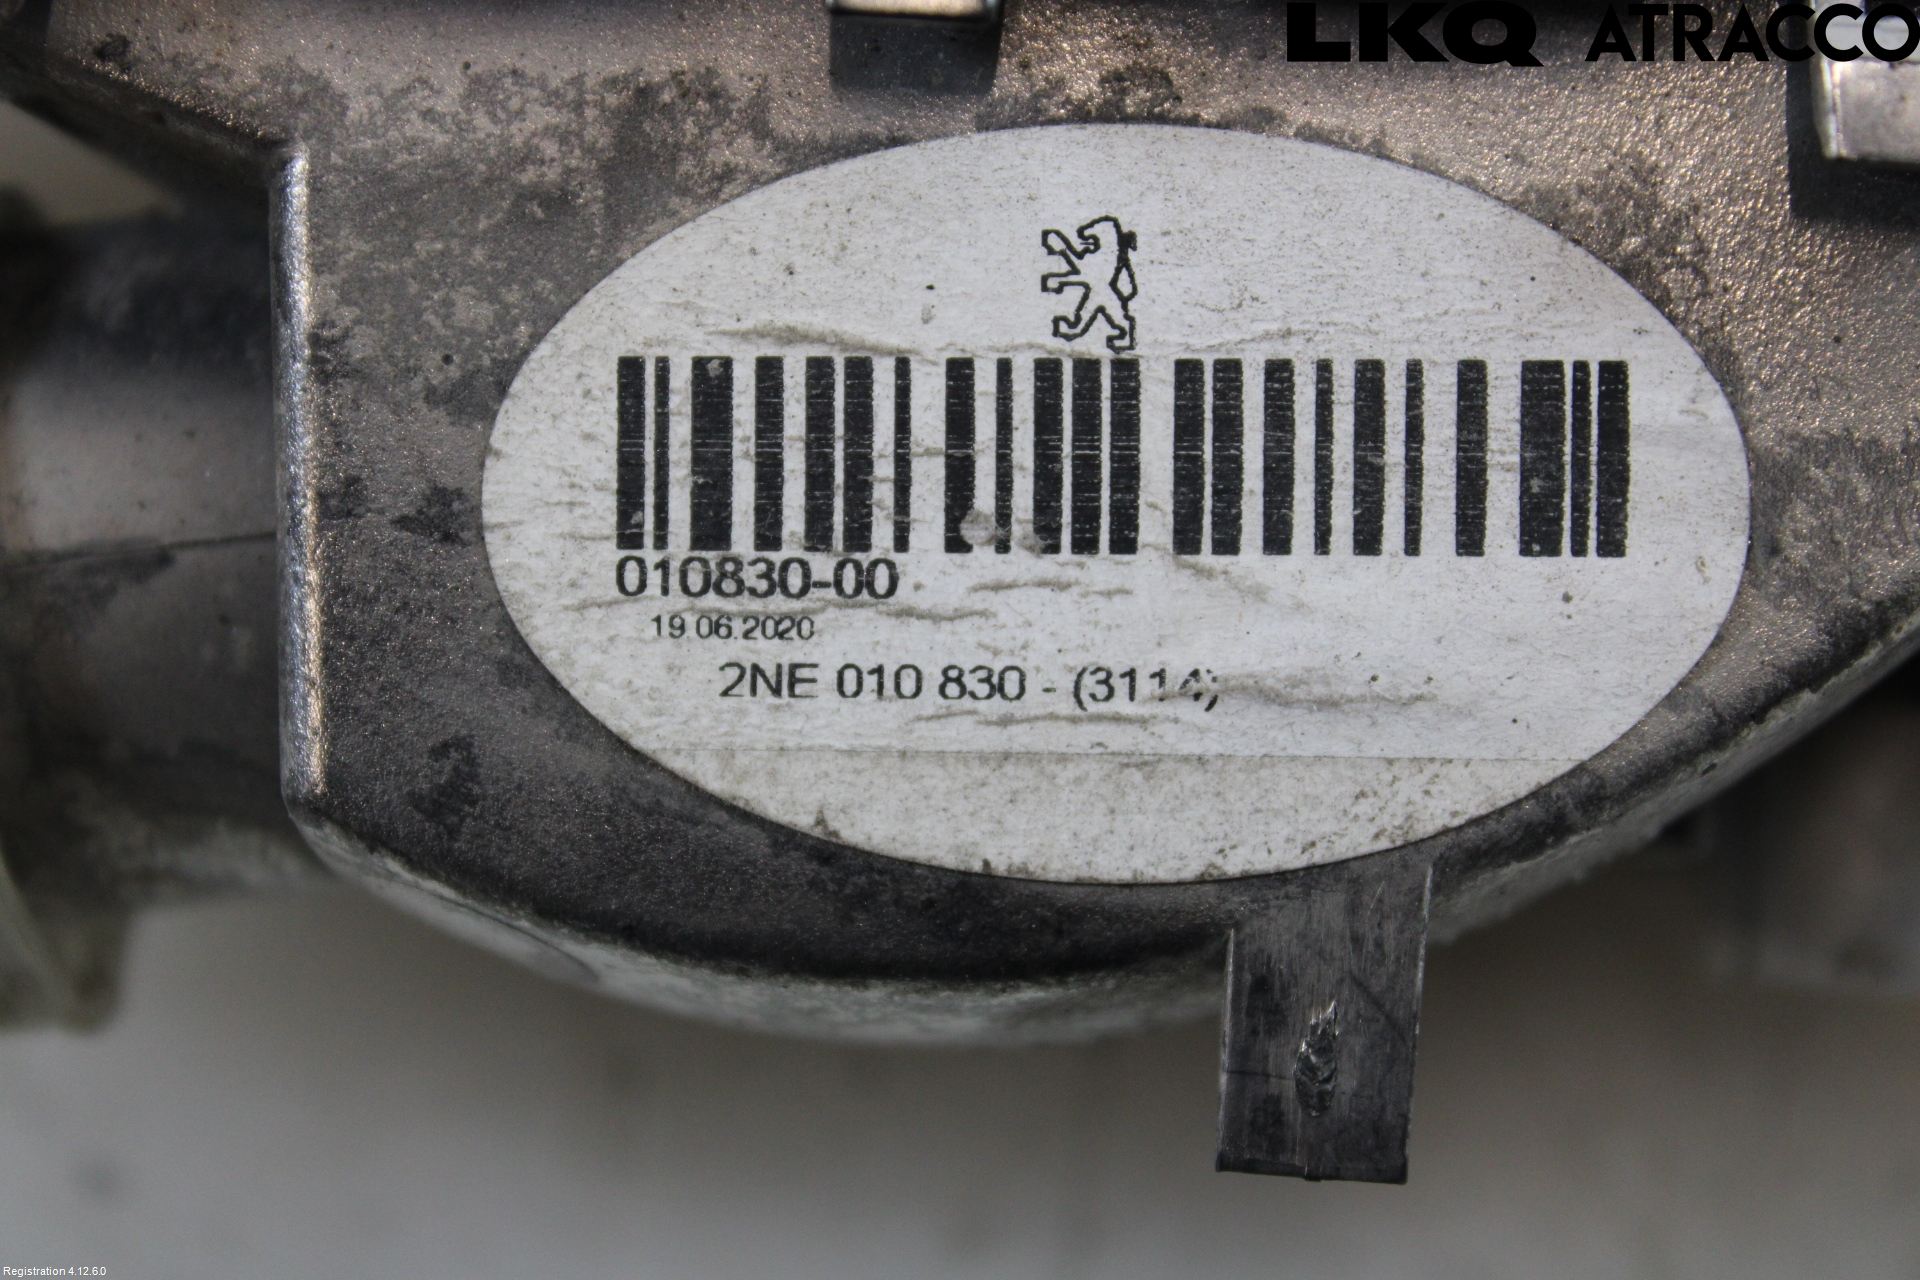 LKQ ATRACCO
010830-00
19.06.2020
2NE 010 830 - (3114)
Registration 4.12.6.0